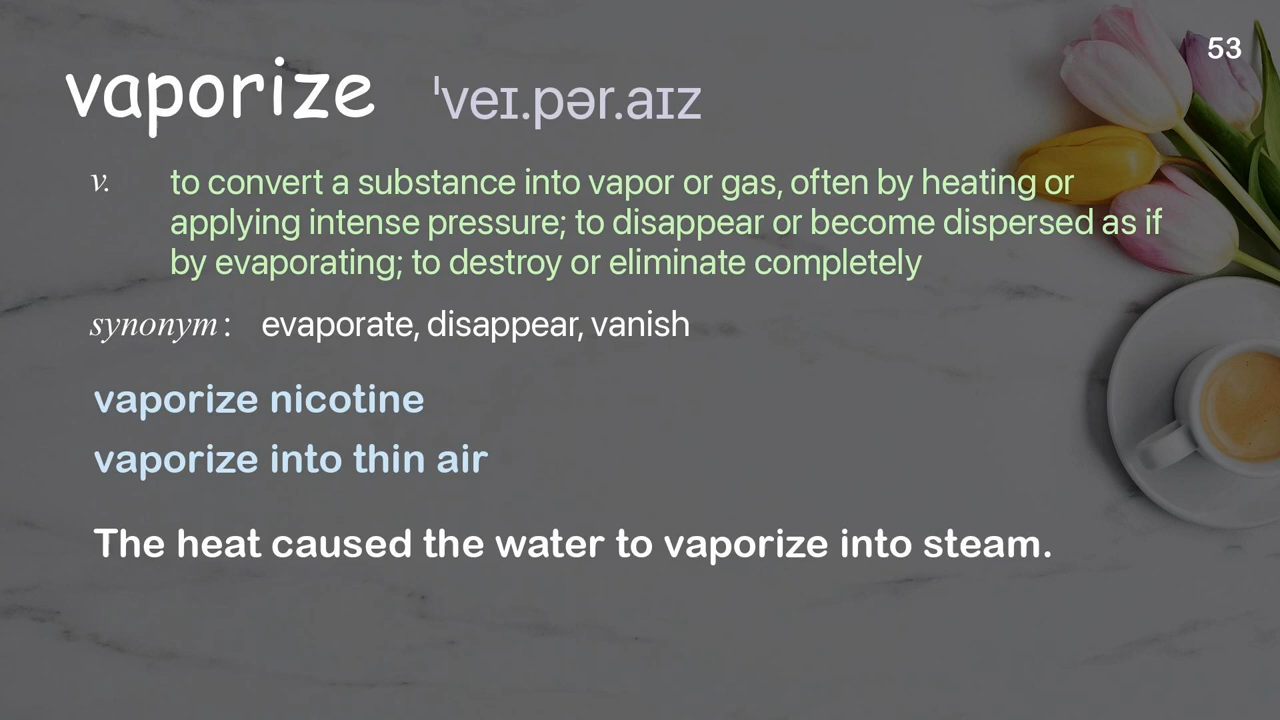 53
vaporize ˈveɪ.pər.aɪz
v. to convert a substance into vapor or gas, often by heating or
applying intense pressure; to disappear or become dispersed as if
by evaporating; to destroy or eliminate completely
synonym: evaporate, disappear, vanish
vaporize nicotine
vaporize into thin air
The heat caused the water to vaporize into steam.